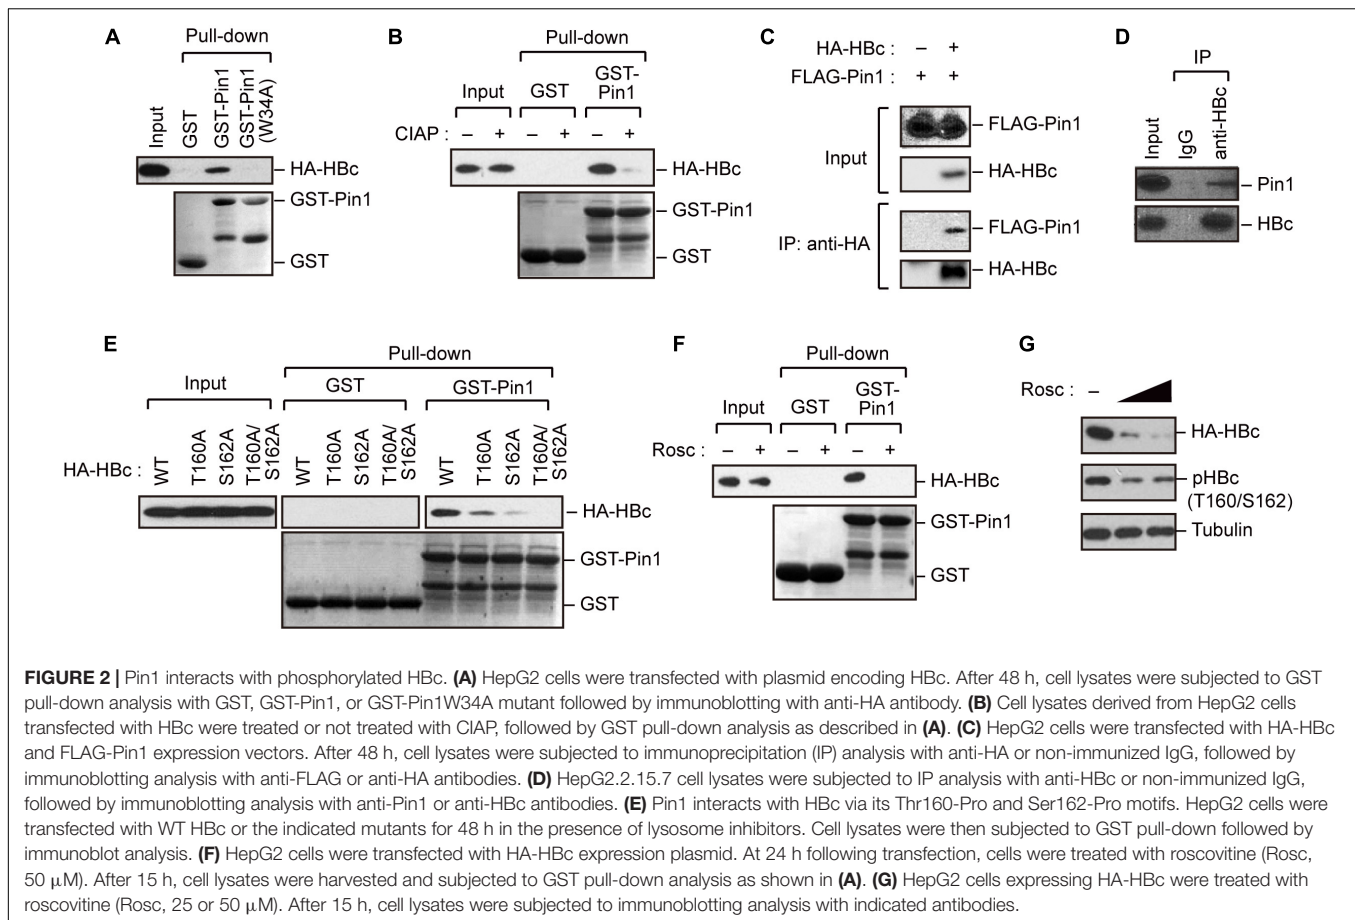 A
Pull-down
Input
GST
GST-Pin1
GST-Pin1
(W34A)
HA-HBc
GST-Pin1
GST
B
Pull-down
Input
GST
GST-
Pin1
CIAP : – + – + – +
HA-HBc
GST-Pin1
GST
C
HA-HBc : – +
FLAG-Pin1 : + +
Input
FLAG-Pin1
HA-HBc
IP: anti-HA
FLAG-Pin1
HA-HBc
D
IP
Input
IgG
anti-HBc
Pin1
HBc
E
Pull-down
Input
GST
GST-Pin1
HA-HBc :
WT
T160A
S162A
T160A/
S162A
WT
T160A
S162A
T160A/
S162A
WT
T160A
S162A
T160A/
S162A
HA-HBc
GST-Pin1
GST
F
Pull-down
Input
GST
GST-
Pin1
Rosc : – + – + – +
HA-HBc
GST-Pin1
GST
G
Rosc : –
HA-HBc
pHBc
(T160/S162)
Tubulin
FIGURE 2 | Pin1 interacts with phosphorylated HBc. (A) HepG2 cells were transfected with plasmid encoding HBc. After 48 h, cell lysates were subjected to GST
pull-down analysis with GST, GST-Pin1, or GST-Pin1W34A mutant followed by immunoblotting with anti-HA antibody. (B) Cell lysates derived from HepG2 cells
transfected with HBc were treated or not treated with CIAP, followed by GST pull-down analysis as described in (A). (C) HepG2 cells were transfected with HA-HBc
and FLAG-Pin1 expression vectors. After 48 h, cell lysates were subjected to immunoprecipitation (IP) analysis with anti-HA or non-immunized IgG, followed by
immunoblotting analysis with anti-FLAG or anti-HA antibodies. (D) HepG2.2.15.7 cell lysates were subjected to IP analysis with anti-HBc or non-immunized IgG,
followed by immunoblotting analysis with anti-Pin1 or anti-HBc antibodies. (E) Pin1 interacts with HBc via its Thr160-Pro and Ser162-Pro motifs. HepG2 cells were
transfected with WT HBc or the indicated mutants for 48 h in the presence of lysosome inhibitors. Cell lysates were then subjected to GST pull-down followed by
immunoblot analysis. (F) HepG2 cells were transfected with HA-HBc expression plasmid. At 24 h following transfection, cells were treated with roscovitine (Rosc,
50 μM). After 15 h, cell lysates were harvested and subjected to GST pull-down analysis as shown in (A). (G) HepG2 cells expressing HA-HBc were treated with
roscovitine (Rosc, 25 or 50 μM). After 15 h, cell lysates were subjected to immunoblotting analysis with indicated antibodies.